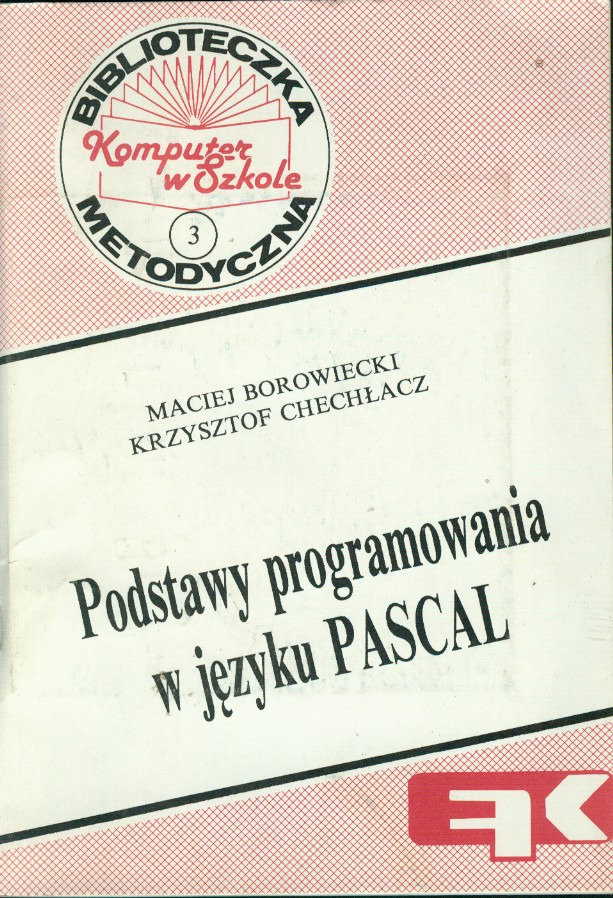 BIBLIOTECZKA
Komputer
w Szkole
3
METODYCZNA
MACIEJ BOROWIECKI
KRZYSZTOF CHECHŁACZ
Podstawy programowania
w języku PASCAL